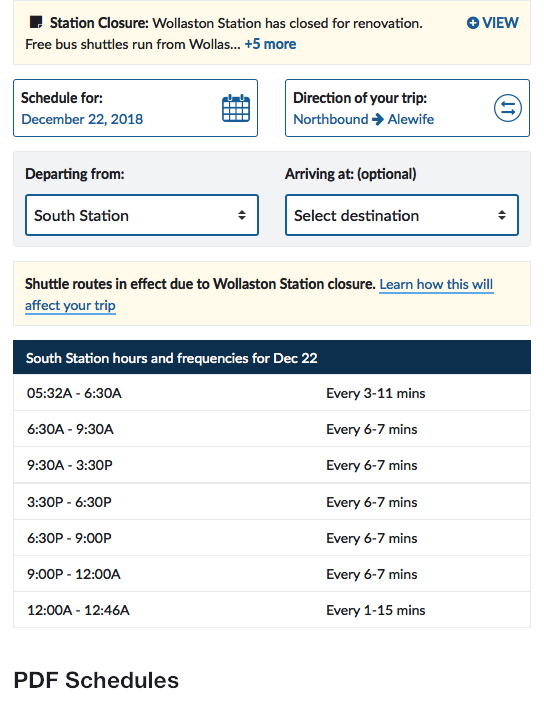 Station Closure: Wollaston Station has closed for renovation.
VIEW
Free bus shuttles run from Wollas... +5 more
Schedule for:
December 22, 2018
Direction of your trip:
Northbound → Alewife
Departing from:
South Station
Arriving at: (optional)
Select destination
Shuttle routes in effect due to Wollaston Station closure. Learn how this will
affect your trip
South Station hours and frequencies for Dec 22
05:32A - 6:30A Every 3-11 mins
6:30A - 9:30A Every 6-7 mins
9:30A - 3:30P Every 6-7 mins
3:30P - 6:30P Every 6-7 mins
6:30P - 9:00P Every 6-7 mins
9:00P - 12:00A Every 6-7 mins
12:00A - 12:46A Every 1-15 mins
PDF Schedules